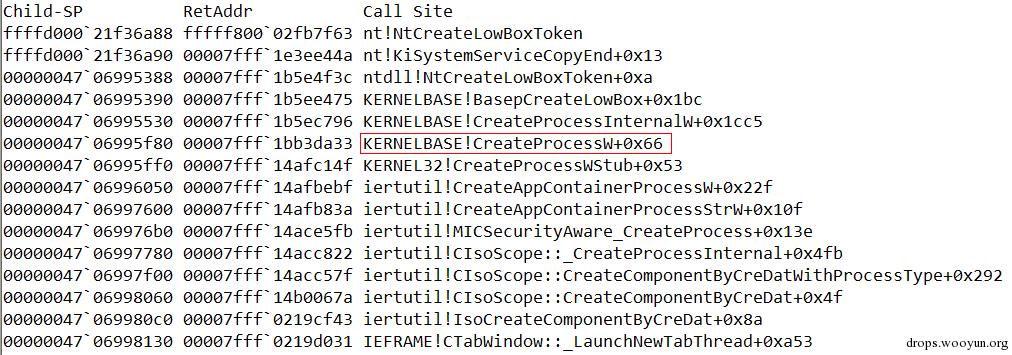 Child-SP RetAddr Call Site
ffffd000`21f36a88 fffff800`02fb7f63 nt!NtCreateLowBoxToken
ffffd000`21f36a90 00007fff`1e3ee44a nt!KiSystemServiceCopyEnd+0x13
00000047`06995388 00007fff`1b5e4f3c ntdll!NtCreateLowBoxToken+0xa
00000047`06995390 00007fff`1b5ee475 KERNELBASE!BasepCreateLowBox+0x1bc
00000047`06995530 00007fff`1b5ec796 KERNELBASE!CreateProcessInternalW+0x1cc5
00000047`06995f80 00007fff`1bb3da33 KERNELBASE!CreateProcessW+0x66
00000047`06995ff0 00007fff`14afc14f KERNEL32!CreateProcessWStub+0x53
00000047`06996050 00007fff`14afbebf iertutil!CreateAppContainerProcessW+0x22f
00000047`06997600 00007fff`14afb83a iertutil!CreateAppContainerProcessStrW+0x10f
00000047`069976b0 00007fff`14ace5fb iertutil!MICSecurityAware_CreateProcess+0x13e
00000047`06997780 00007fff`14acc822 iertutil!CIsoScope::_CreateProcessInternal+0x4fb
00000047`06997f00 00007fff`14acc57f iertutil!CIsoScope::CreateComponentByCreDatWithProcessType+0x292
00000047`06998060 00007fff`14b0067a iertutil!CIsoScope::CreateComponentByCreDat+0x4f
00000047`069980c0 00007fff`0219cf43 iertutil!IsoCreateComponentByCreDat+0x8a
00000047`06998130 00007fff`0219d031 IEFRAME!CTabWindow::_LaunchNewTabThread+0xa53
drops.wooyun.org